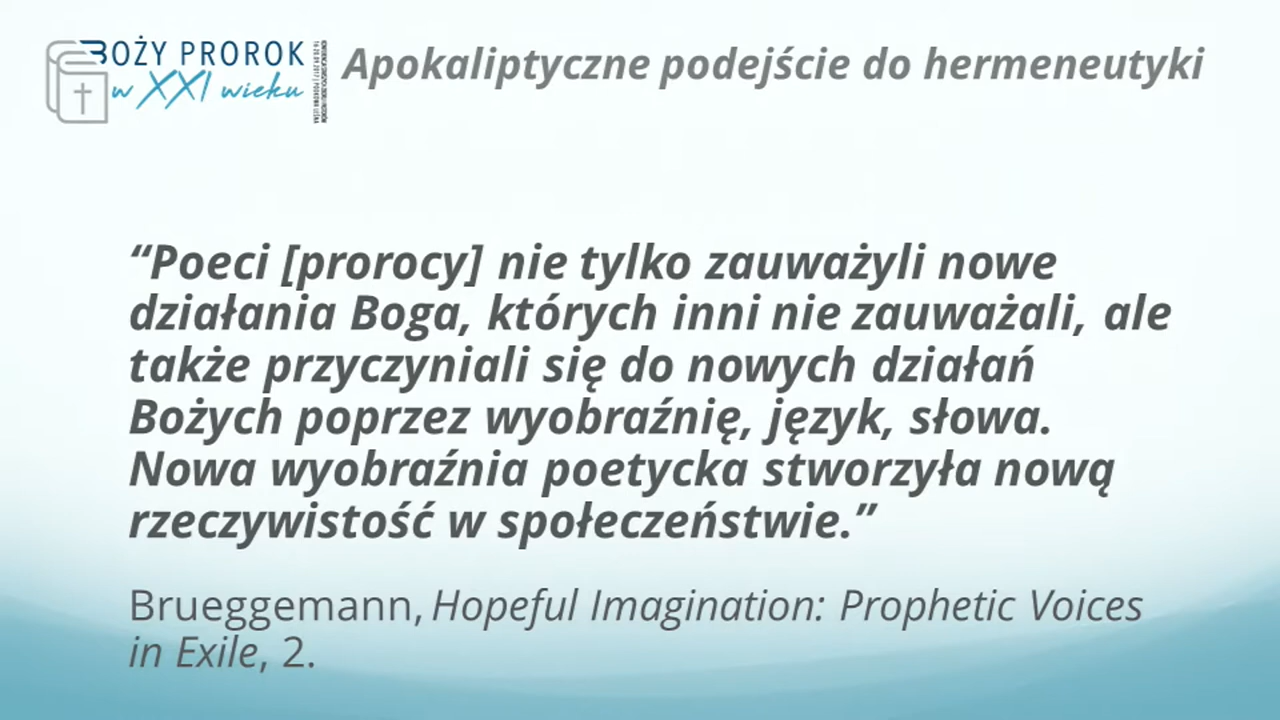 BOŻY PROROK
w XXI wieku
Apokaliptyczne podejście do hermeneutyki
“Poeci [prorocy] nie tylko zauważyli nowe
działania Boga, których inni nie zauważali, ale
także przyczyniali się do nowych działań
Bożych poprzez wyobraźnię, język, słowa.
Nowa wyobraźnia poetycka stworzyła nową
rzeczywistość w społeczeństwie.”
Brueggemann, Hopeful Imagination: Prophetic Voices
in Exile, 2.